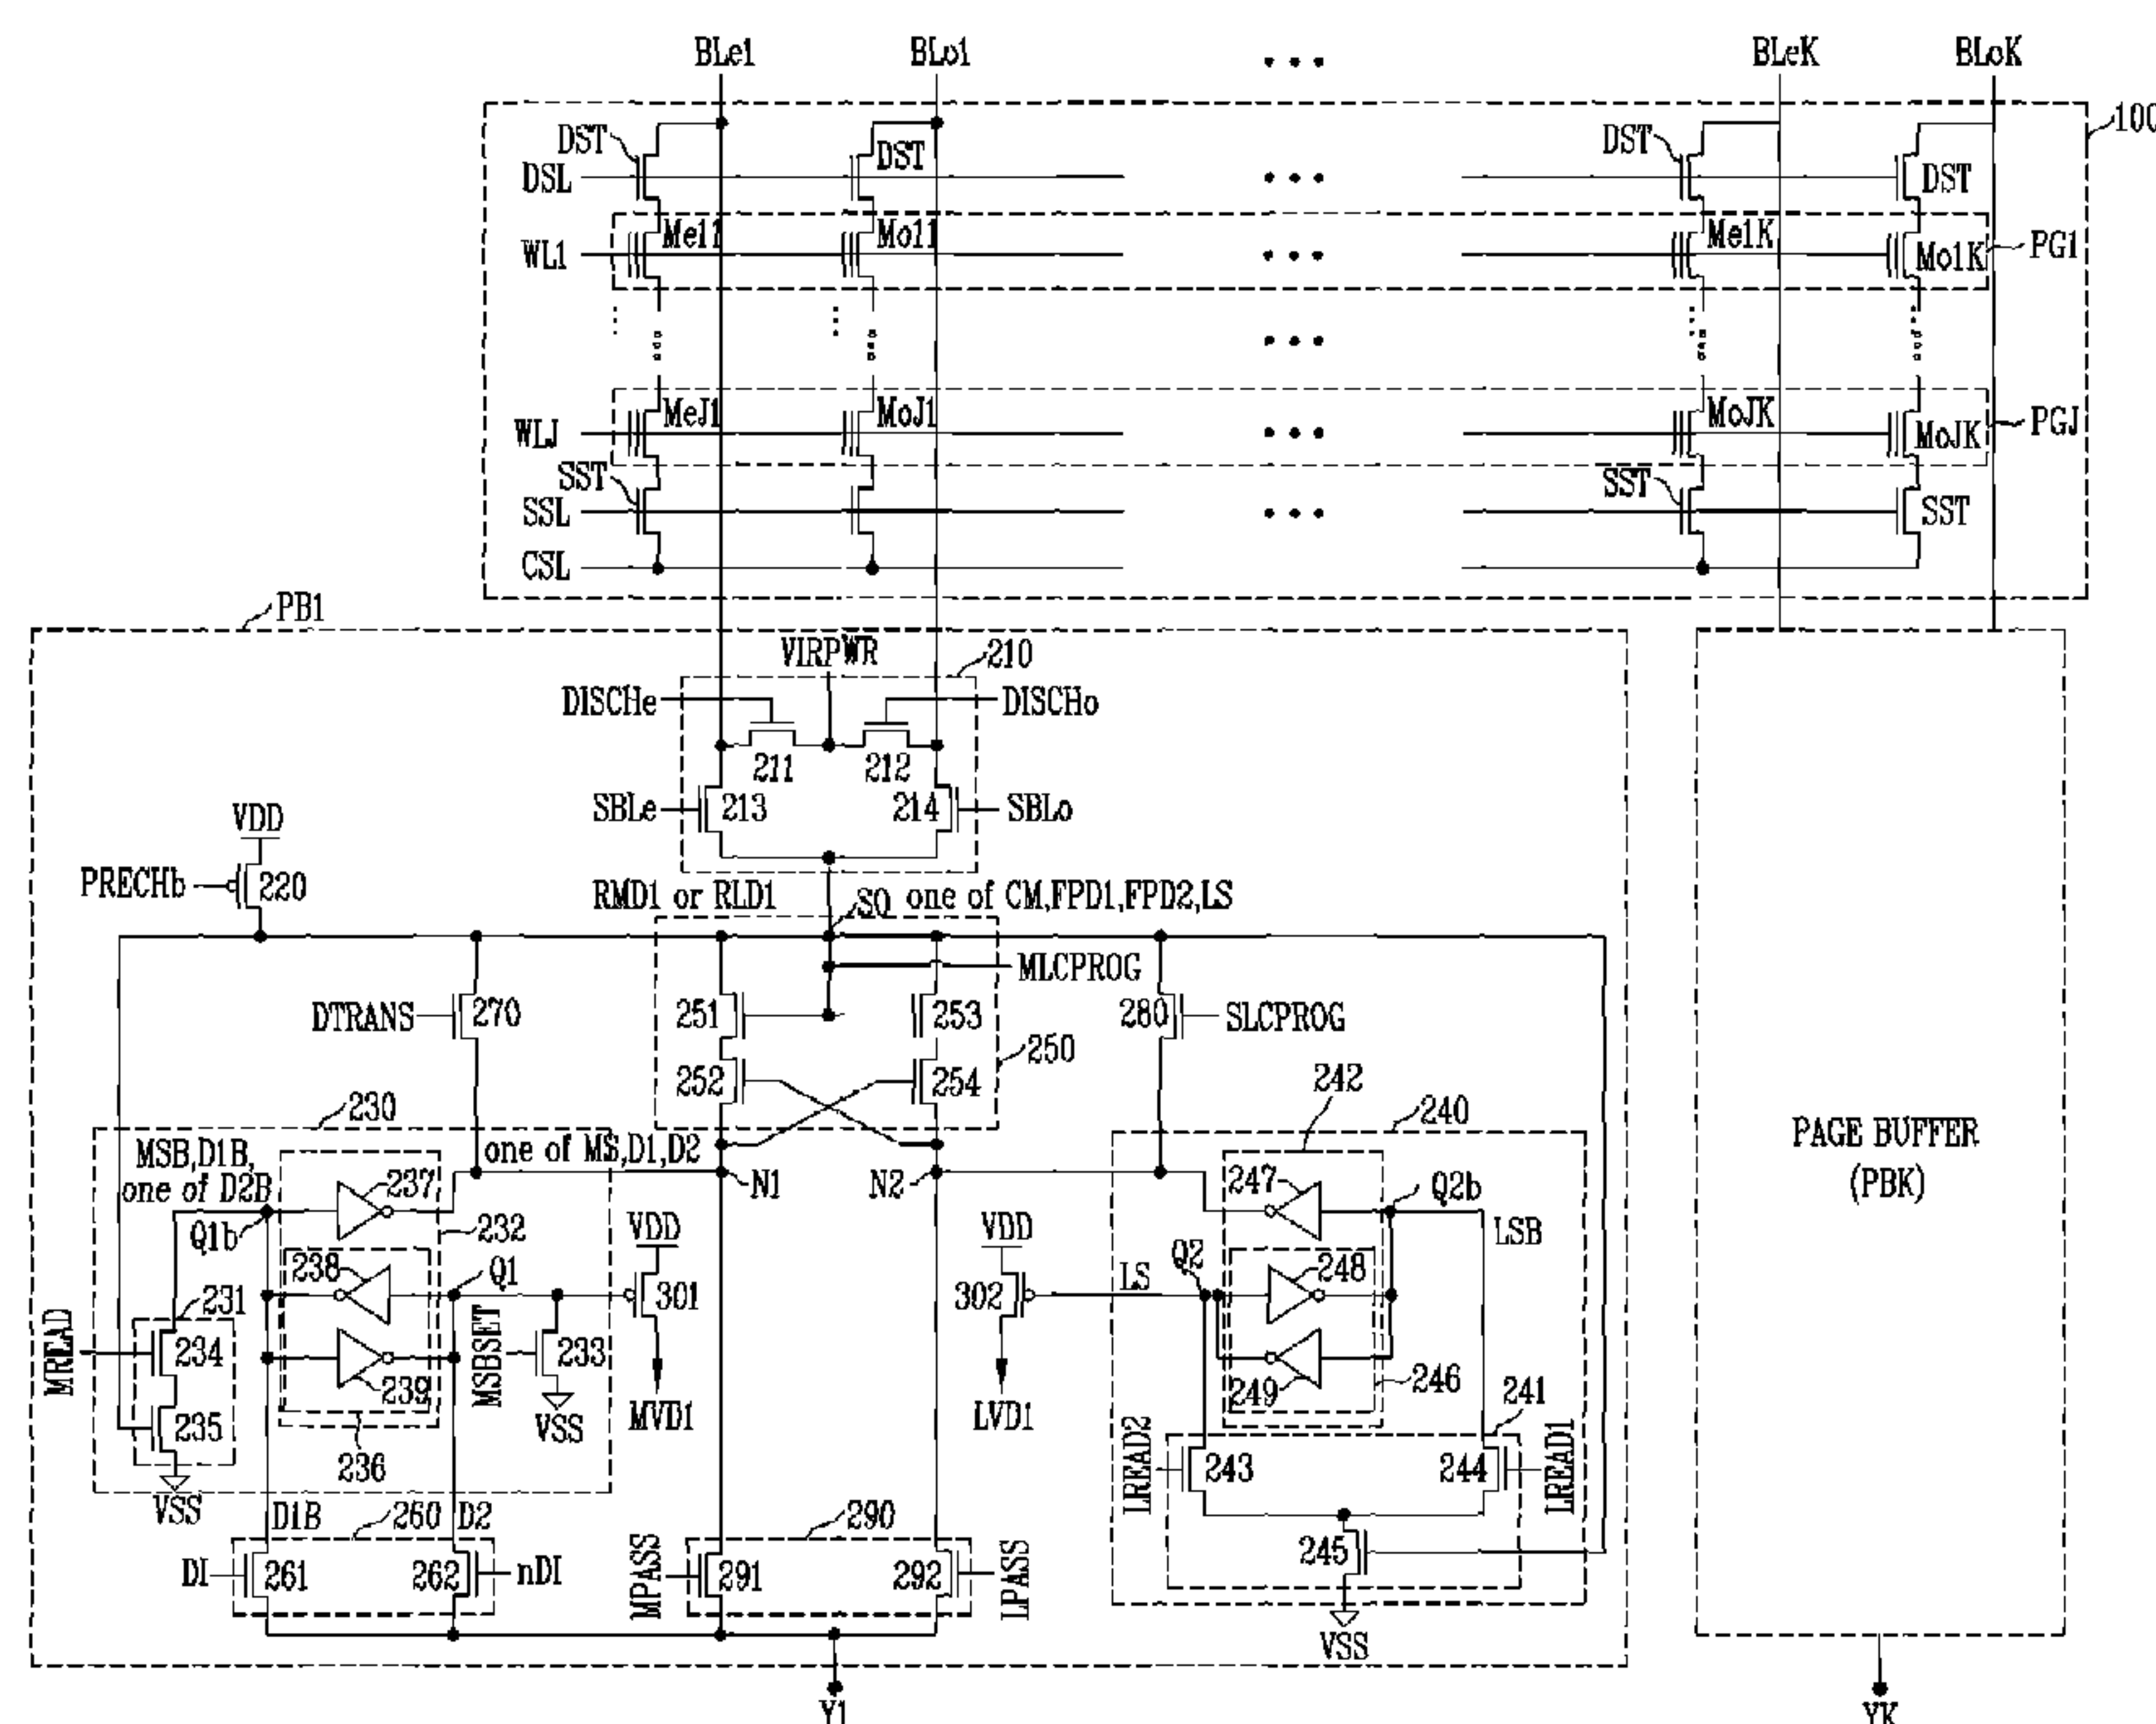 BLe1 BLo1 BLeK BLoK
100
DST DST DST DST
DSL
WL1 Me11 Mo11 Me1K Mo1K PG1
WLJ MeJ1 MoJ1 MoJK MoJK PGJ
SST SST
SSL SST
CSL
PB1
VIRPWR 210
DISCHe DISCHo
211 212
SBLe 213 214 SBLo
VDD
PRECHb 220
RMD1 or RLD1 SO one of CM,FPD1,FPD2,LS
MLCPROG
DTRANS 270 251 253 280 SLCPROG
250
252 254
242
230 240
MSB,D1B,
one of D2B
one of MS,D1,D2
237 N1 N2 247 Q2b
Q1b 232 VDD VDD LSB
238 Q1 Q2
301 302 LS 248
231
MREAD 234 239 MSBSET 233 249 246 241
235 VSS MVD1 LVD1
236
LREAD2 243 244 LREAD1
VSS
D1B 260 D2 290
245
DI 261 262 nDI MPASS 291 292 LPASS
VSS
Y1
PAGE BUFFER
(PBK)
YK